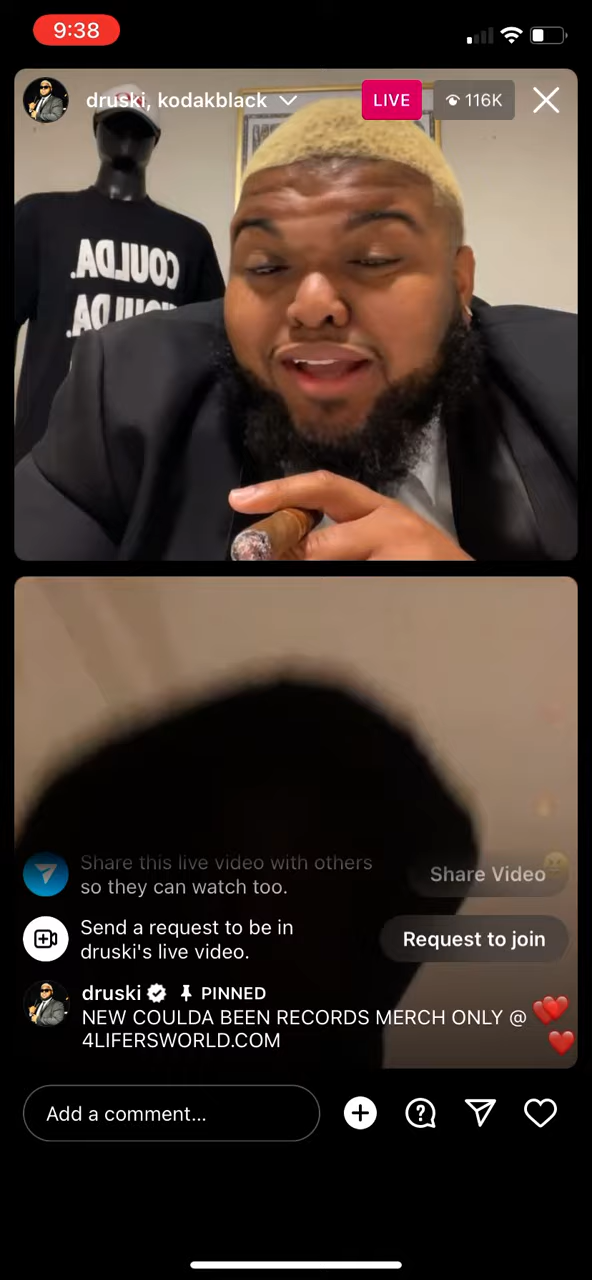 9:38
druski, kodakblack
LIVE
116K
COULDA.
Share this live video with others
so they can watch too.
Share Video
Send a request to be in
druski's live video.
Request to join
druski PINNED
NEW COULDA BEEN RECORDS MERCH ONLY @
4LIFERSWORLD.COM
Add a comment...